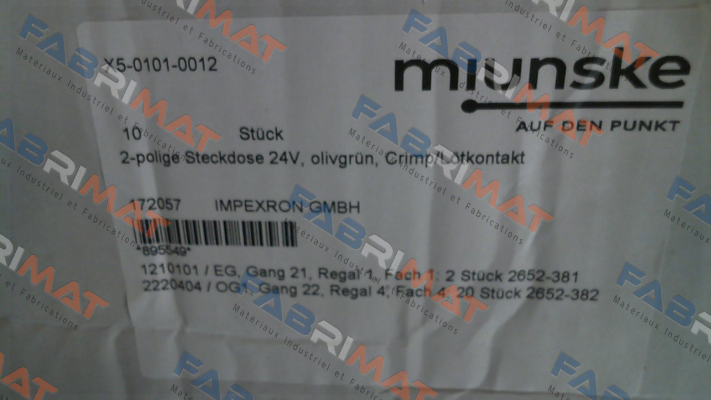 X5-0101-0012
miunske
AUF DEN PUNKT
10 Stück
2-polige Steckdose 24V, olivgrün, Crimp/Lötkontakt
172057 IMPEXRON GMBH
*895549*
1210101 / EG, Gang 21, Regal 1, Fach 1: 2 Stück 2652-381
2220404 / OG1, Gang 22, Regal 4, Fach 4: 20 Stück 2652-382
FABRIMAT
Materiaux Industriel et Fabrications